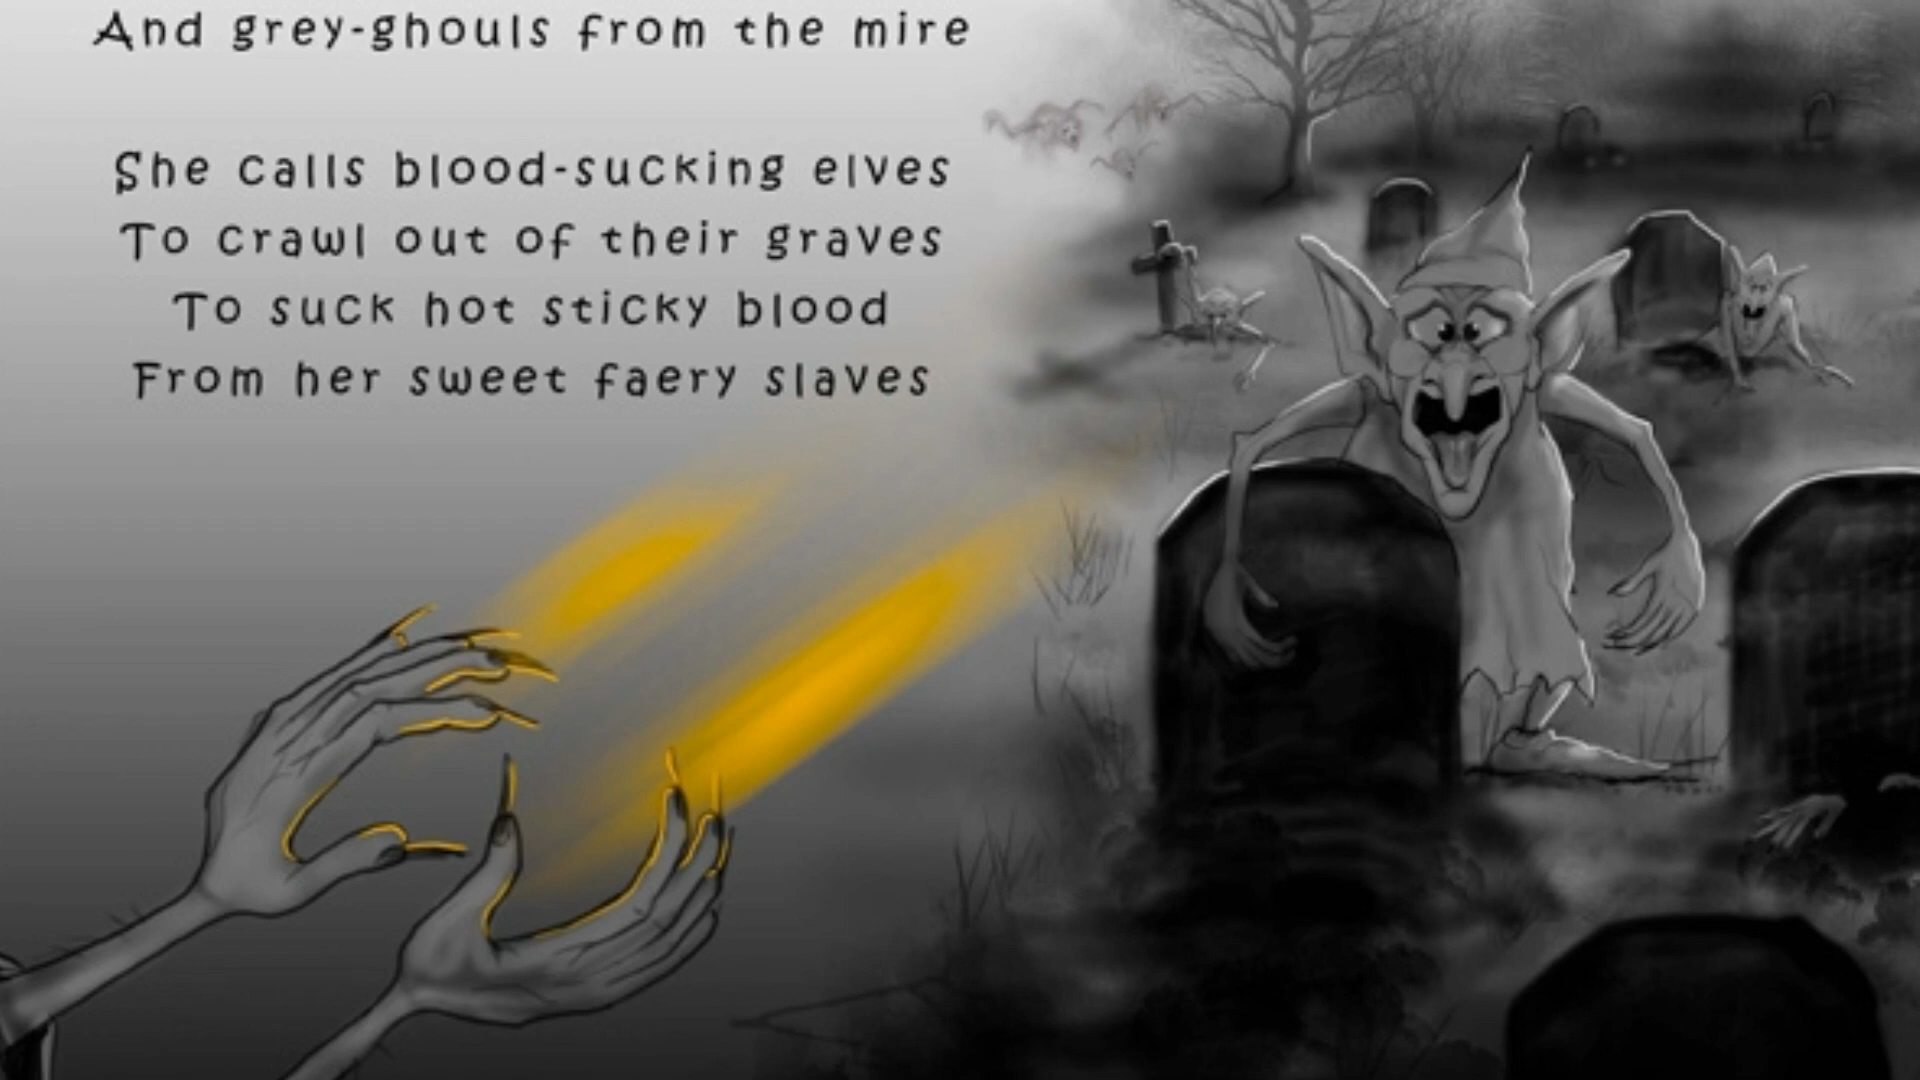 And grey-ghouls from the mire
She calls blood-sucking elves
To crawl out of their graves
To suck hot sticky blood
From her sweet faery slaves